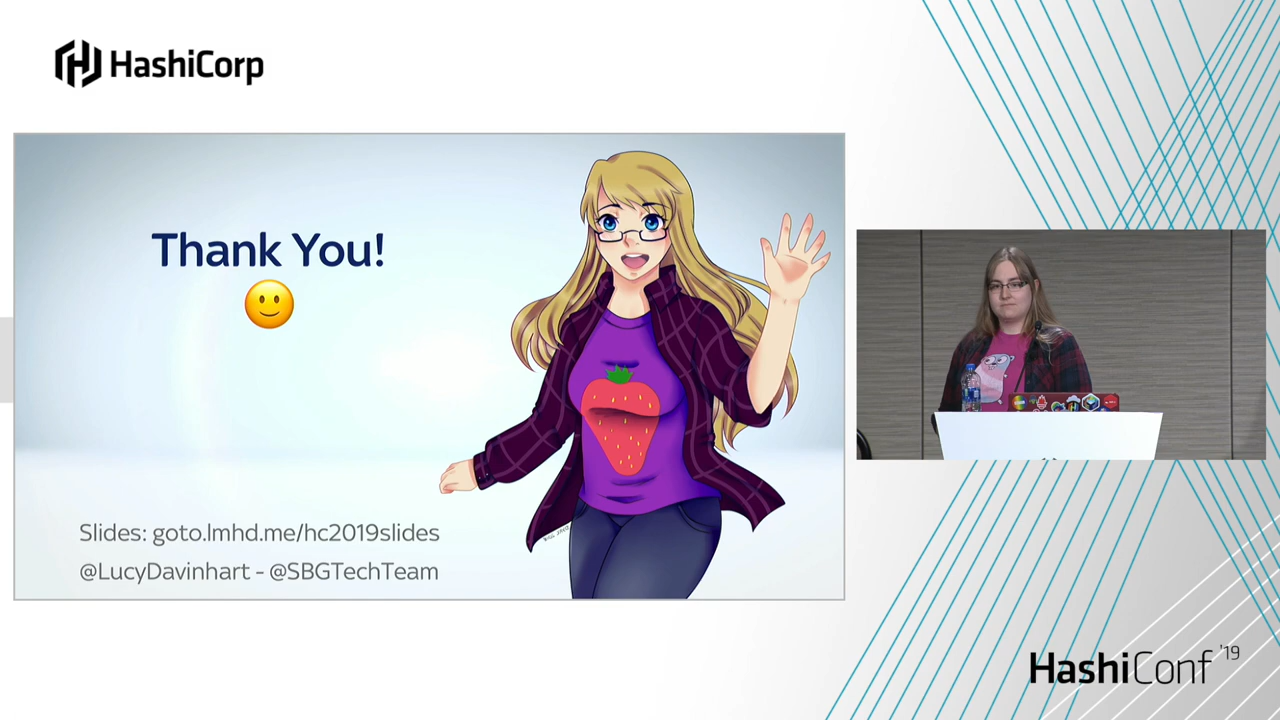 HashiCorp
Thank You!
Slides: goto.lmhd.me/hc2019slides
@LucyDavinhart - @SBGTechTeam
HashiConf '19